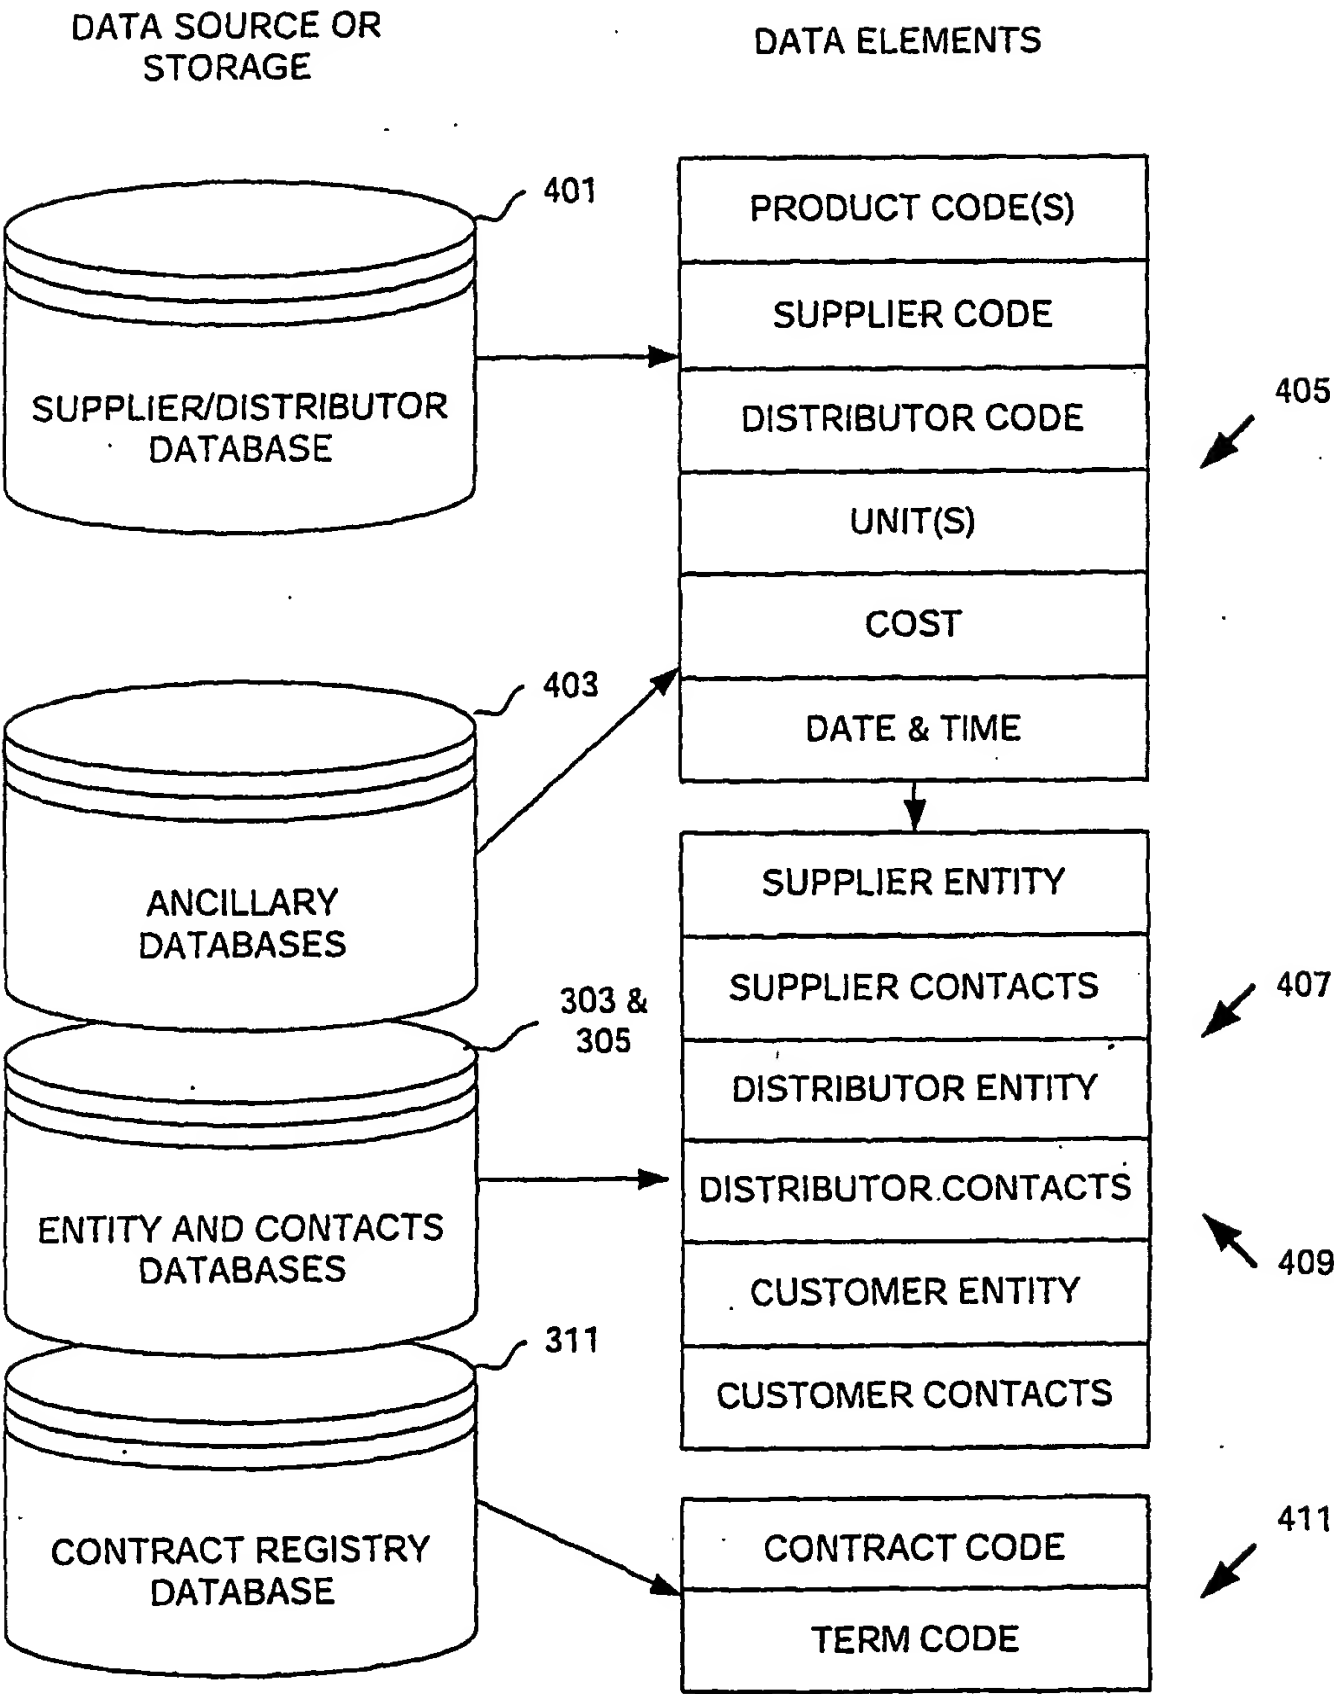 DATA SOURCE OR
STORAGE
DATA ELEMENTS
401
SUPPLIER/DISTRIBUTOR
DATABASE
403
ANCILLARY
DATABASES
303 &
305
ENTITY AND CONTACTS
DATABASES
311
CONTRACT REGISTRY
DATABASE
PRODUCT CODE(S)
SUPPLIER CODE
DISTRIBUTOR CODE
UNIT(S)
COST
DATE & TIME
405
SUPPLIER ENTITY
SUPPLIER CONTACTS
DISTRIBUTOR ENTITY
DISTRIBUTOR CONTACTS
CUSTOMER ENTITY
CUSTOMER CONTACTS
407
409
CONTRACT CODE
TERM CODE
411